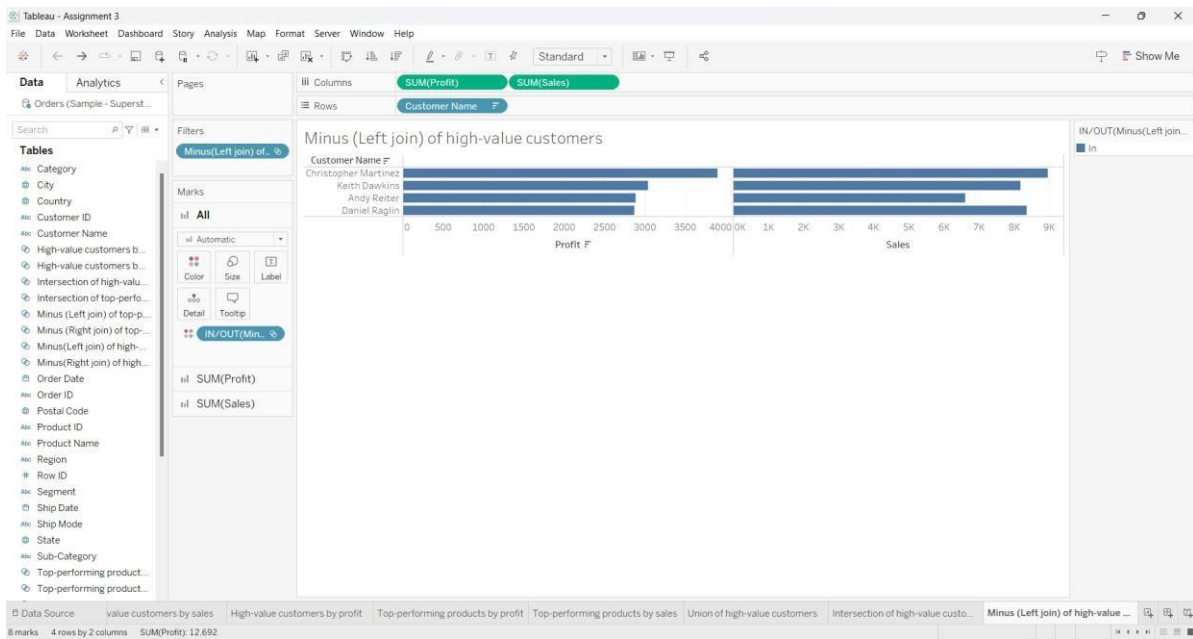 Tableau - Assignment 3
File Data Worksheet Dashboard Story Analysis Map Format Server Window Help
Standard
Show Me
Data Analytics
Orders (Sample - Superst...
Search
Tables
Abc Category
City
Country
Abc Customer ID
Abc Customer Name
High-value customers b...
High-value customers b...
Intersection of high-valu...
Intersection of top-perfo...
Minus (Left join) of top-p...
Minus (Right join) of top-...
Minus(Left join) of high-...
Minus(Right join) of high...
Order Date
Abc Order ID
Postal Code
Abc Product ID
Abc Product Name
Abc Region
# Row ID
Abc Segment
Ship Date
Abc Ship Mode
State
Abc Sub-Category
Top-performing product...
Top-performing product...
Pages
Filters
Minus(Left join) of..
Marks
All
Automatic
Color Size Label
Detail Tooltip
IN/OUT(Min..
SUM(Profit)
SUM(Sales)
Columns SUM(Profit) SUM(Sales)
Rows Customer Name
Minus (Left join) of high-value customers
Customer Name
Christopher Martinez
Keith Dawkins
Andy Reiter
Daniel Raglin
0 500 1000 1500 2000 2500 3000 3500 4000 0K 1K 2K 3K 4K 5K 6K 7K 8K 9K
Profit Sales
IN/OUT(Minus(Left join...
In
Data Source value customers by sales High-value customers by profit Top-performing products by profit Top-performing products by sales Union of high-value customers Intersection of high-value custo... Minus (Left join) of high-value ...
8 marks 4 rows by 2 columns SUM(Profit): 12,692